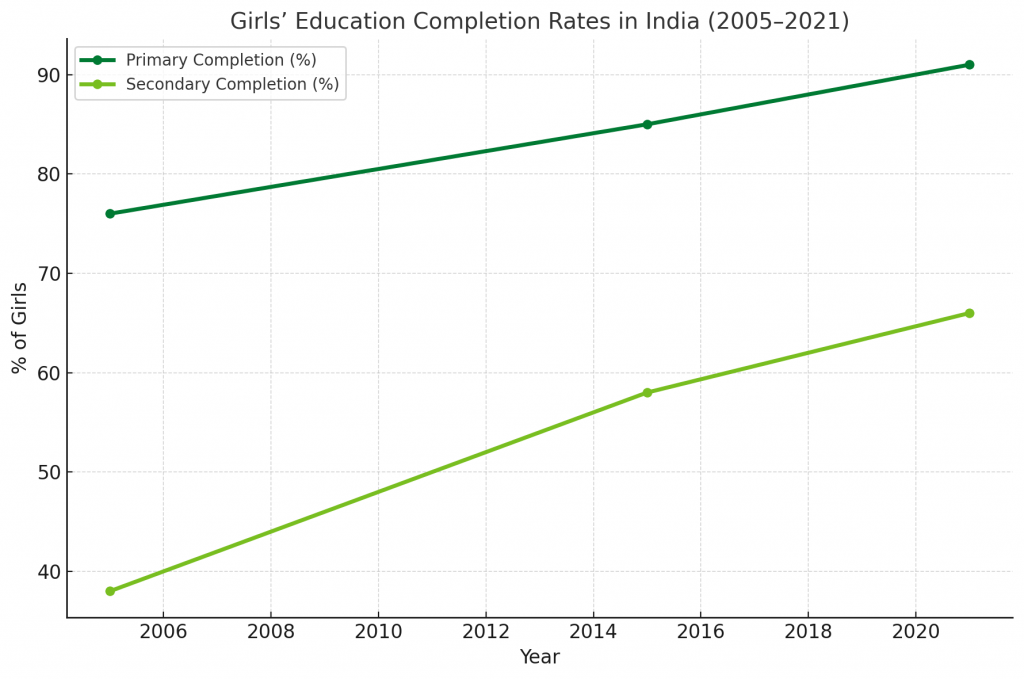 Girls’ Education Completion Rates in India (2005–2021)
Primary Completion (%)
Secondary Completion (%)
% of Girls
90
80
70
60
50
40
2006 2008 2010 2012 2014 2016 2018 2020
Year